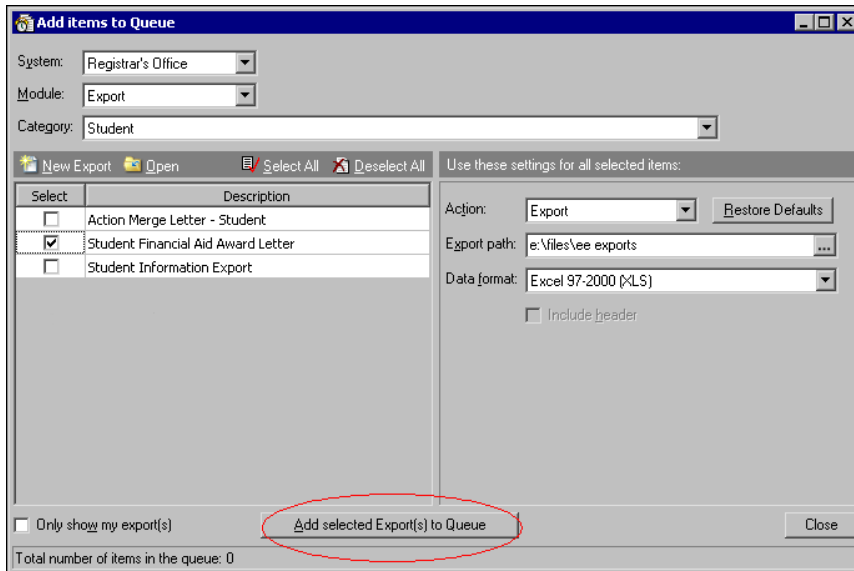 Add items to Queue
System: Registrar's Office
Module: Export
Category: Student
New Export Open Select All Deselect All Use these settings for all selected items:
Select Description
Action Merge Letter - Student
Student Financial Aid Award Letter
Student Information Export
Action: Export Restore Defaults
Export path: e:\files\ee exports ...
Data format: Excel 97-2000 (XLS)
Include header
Only show my export(s) Add selected Export(s) to Queue Close
Total number of items in the queue: 0